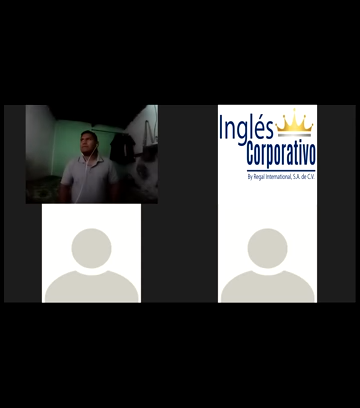 Inglés
Corporativo
By Regal International, S.A. de C.V.